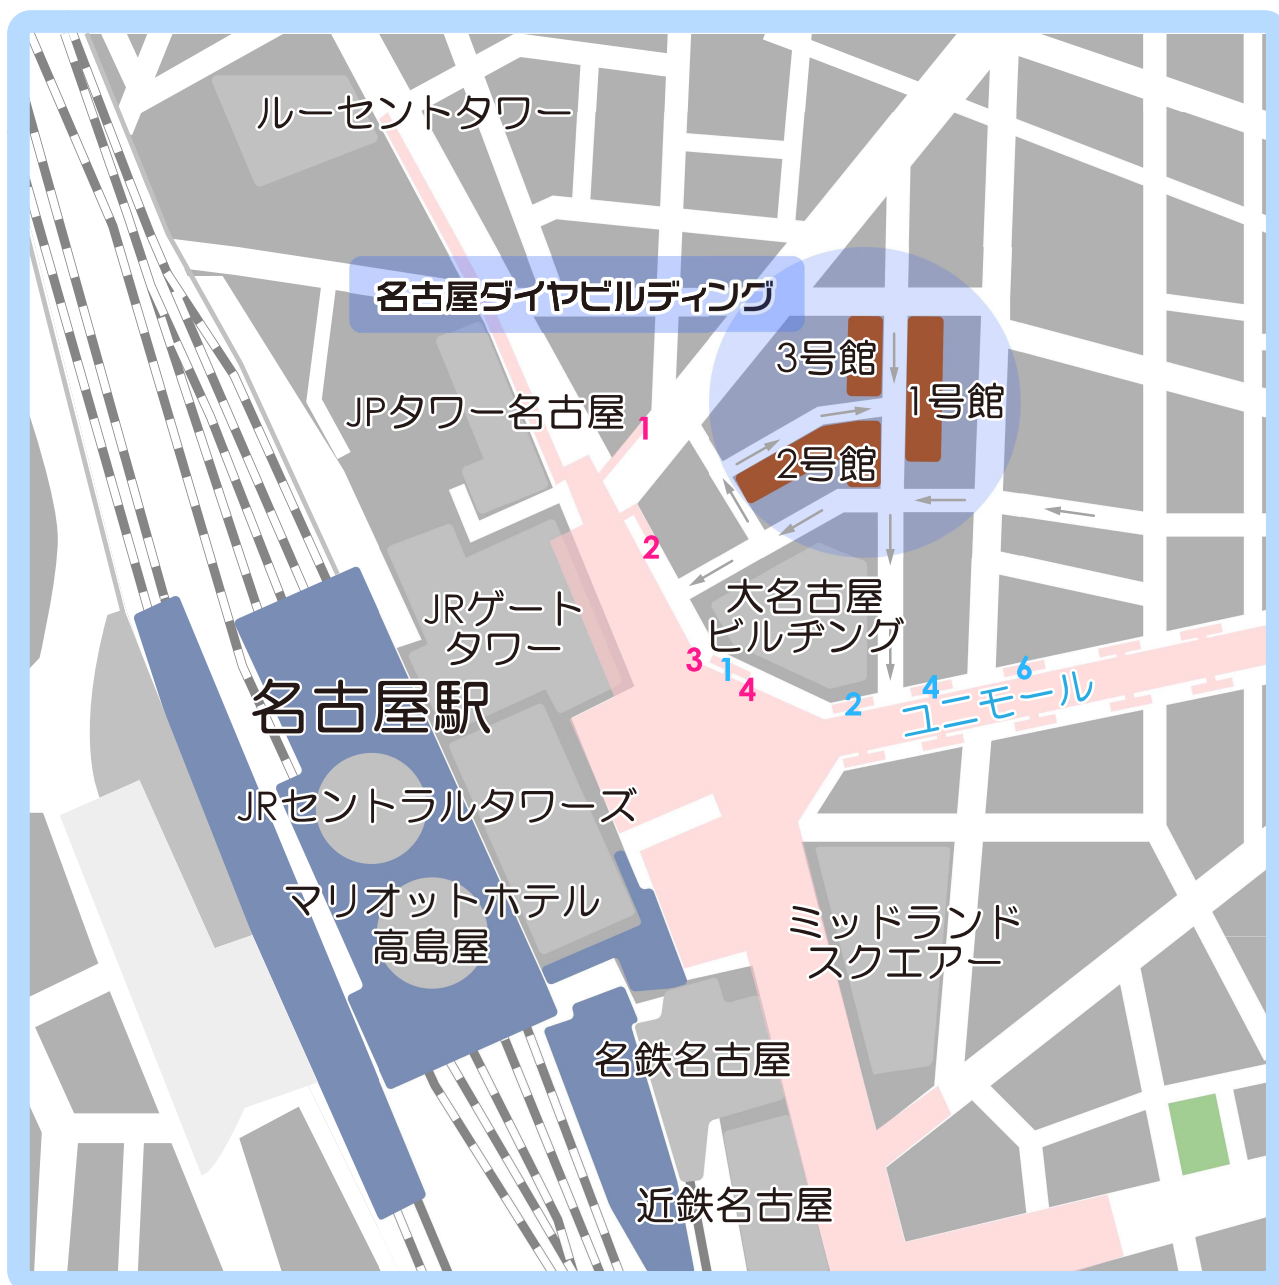 ルーセントタワー
名古屋ダイヤビルディング
3号館
1号館
JPタワー名古屋
1
2号館
2
JRゲート
タワー
大名古屋
ビルヂング
3
1
4
6
4
2
ユニモール
名古屋駅
JRセントラルタワーズ
マリオットホテル
高島屋
ミッドランド
スクエアー
名鉄名古屋
近鉄名古屋